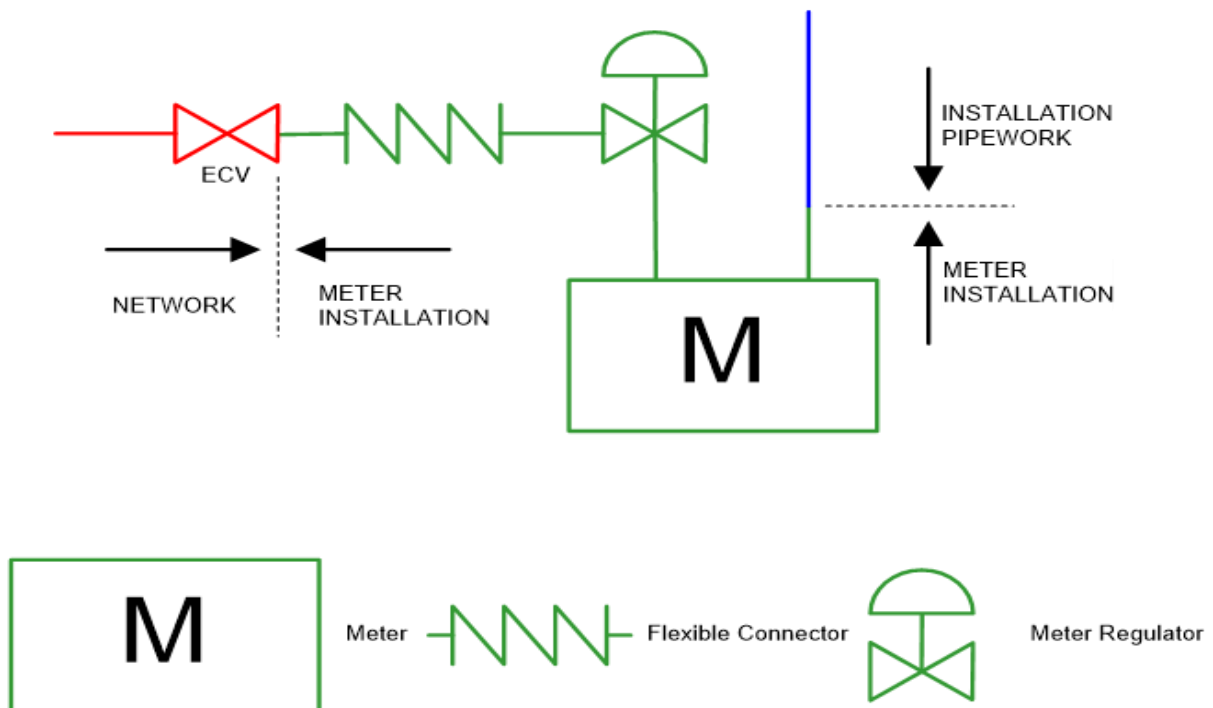 INSTALLATION
PIPEWORK
ECV
NETWORK
METER
INSTALLATION
METER
INSTALLATION
M
M
Meter
Flexible Connector
Meter Regulator